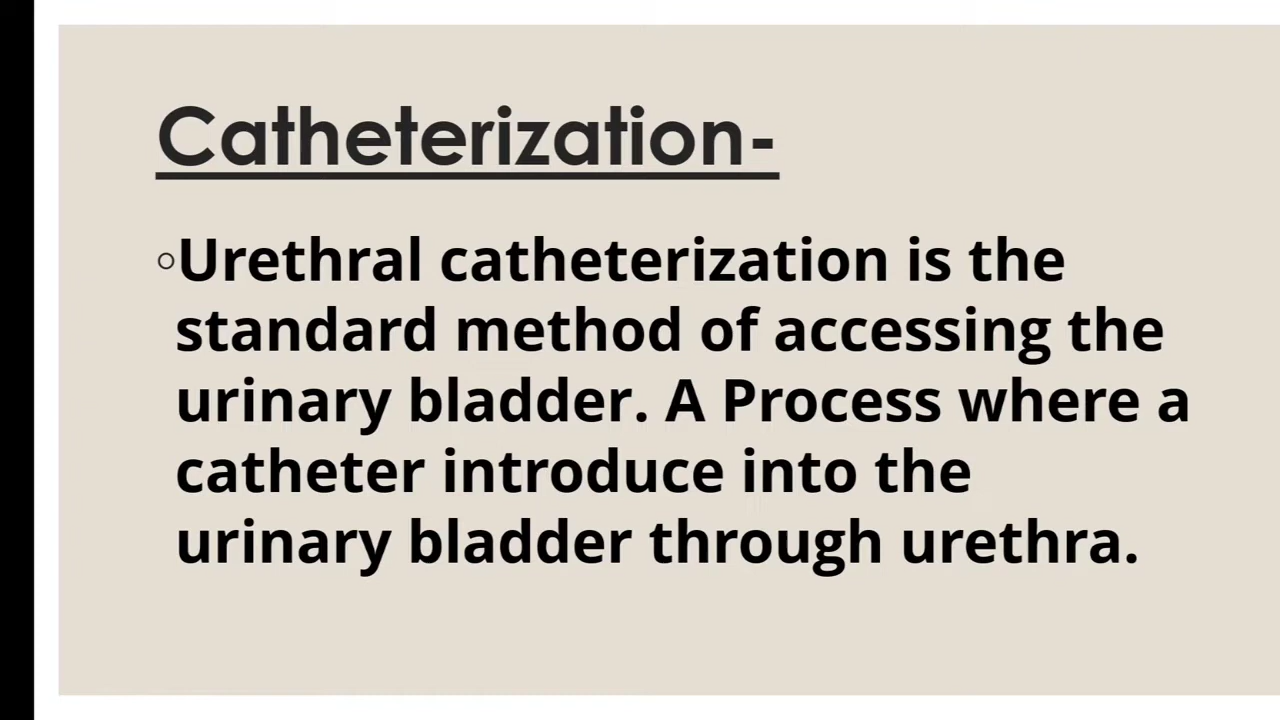 Catheterization-
◦Urethral catheterization is the
standard method of accessing the
urinary bladder. A Process where a
catheter introduce into the
urinary bladder through urethra.